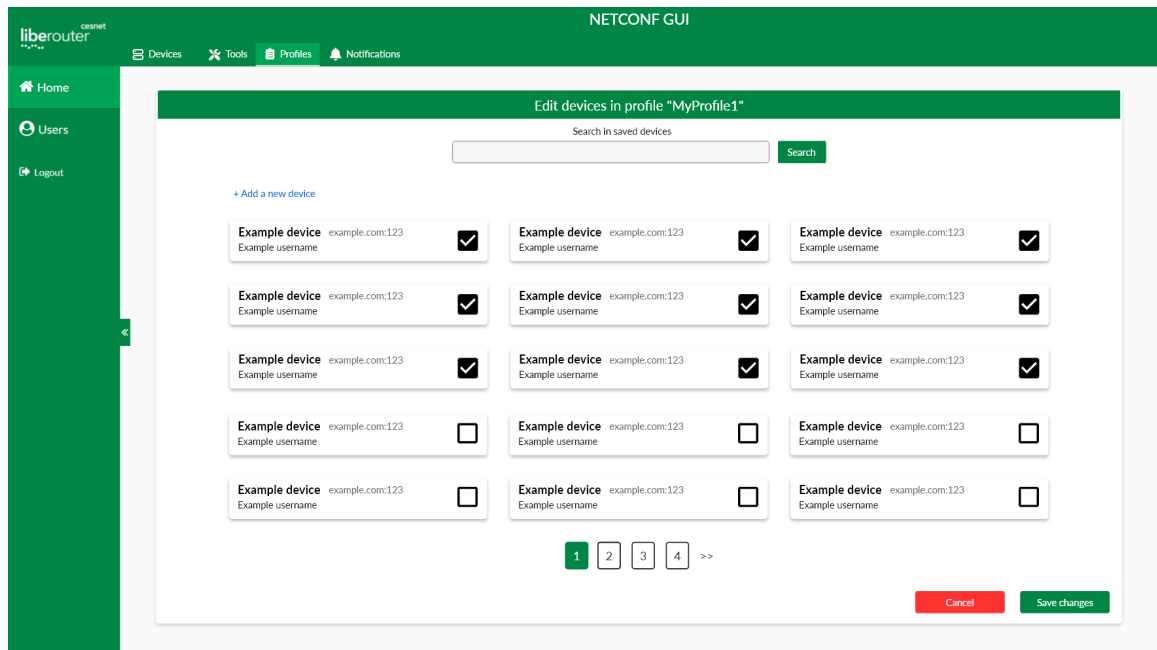 cesnet
liberouter
NETCONF GUI
Devices Tools Profiles Notifications
Home
Users
Logout
Edit devices in profile "MyProfile1"
Search in saved devices
Search
+ Add a new device
Example device example.com:123
Example username
Example device example.com:123
Example username
Example device example.com:123
Example username
Example device example.com:123
Example username
Example device example.com:123
Example username
Example device example.com:123
Example username
Example device example.com:123
Example username
Example device example.com:123
Example username
Example device example.com:123
Example username
Example device example.com:123
Example username
Example device example.com:123
Example username
Example device example.com:123
Example username
Example device example.com:123
Example username
Example device example.com:123
Example username
Example device example.com:123
Example username
1 2 3 4 >>
Cancel Save changes